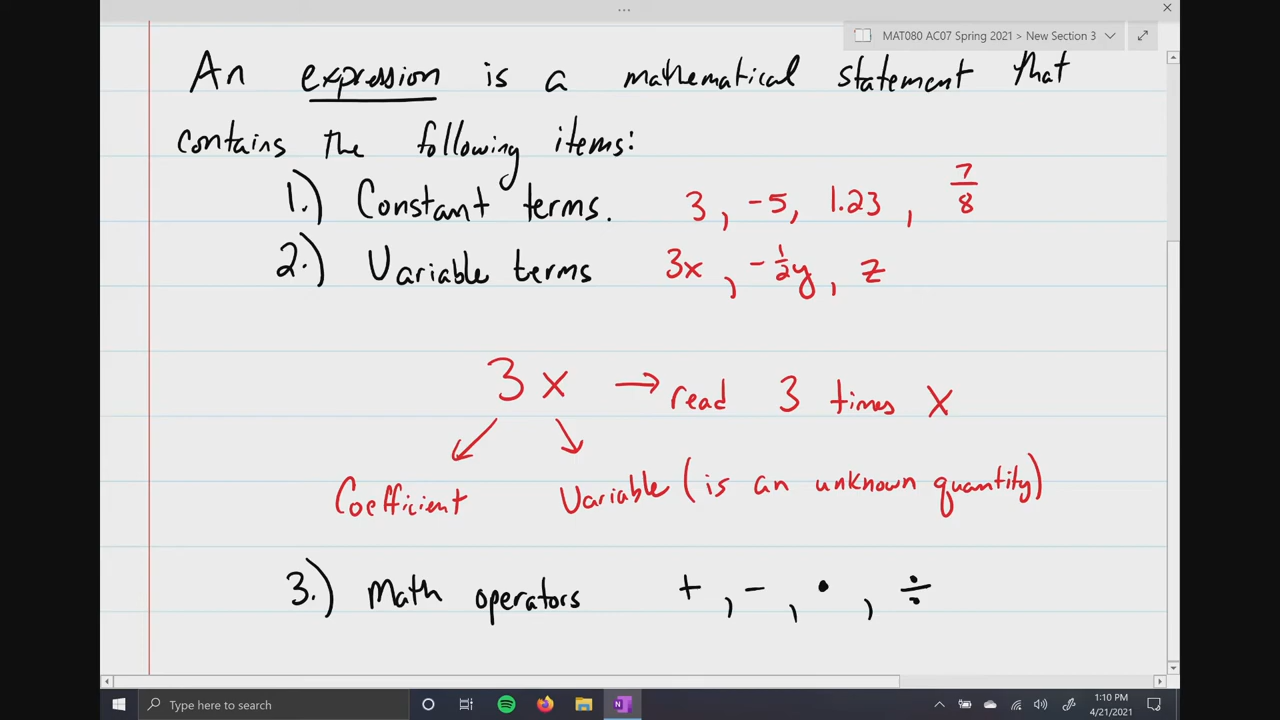 ...
MAT080 AC07 Spring 2021 > New Section 3
An expression is a mathematical statement that
contains the following items:
1.) Constant terms. 3, -5, 1.23, 7/8
2.) Variable terms 3x, -1/2y, z
3x → read 3 times x
Coefficient Variable (is an unknown quantity)
3.) Math operators +, -, •, ÷
Type here to search
1:10 PM
4/21/2021